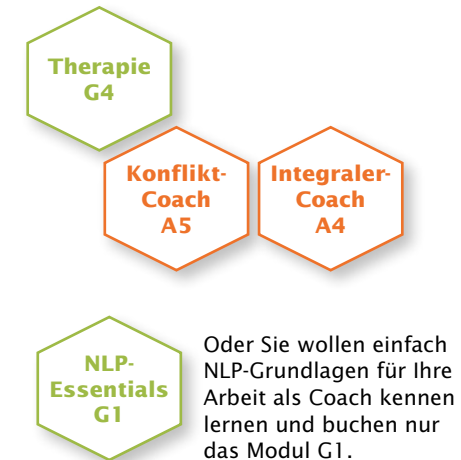 Therapie
G4
Konflikt-
Coach
A5
Integraler-
Coach
A4
NLP-
Essentials
G1
Oder Sie wollen einfach
NLP-Grundlagen für Ihre
Arbeit als Coach kennen
lernen und buchen nur
das Modul G1.